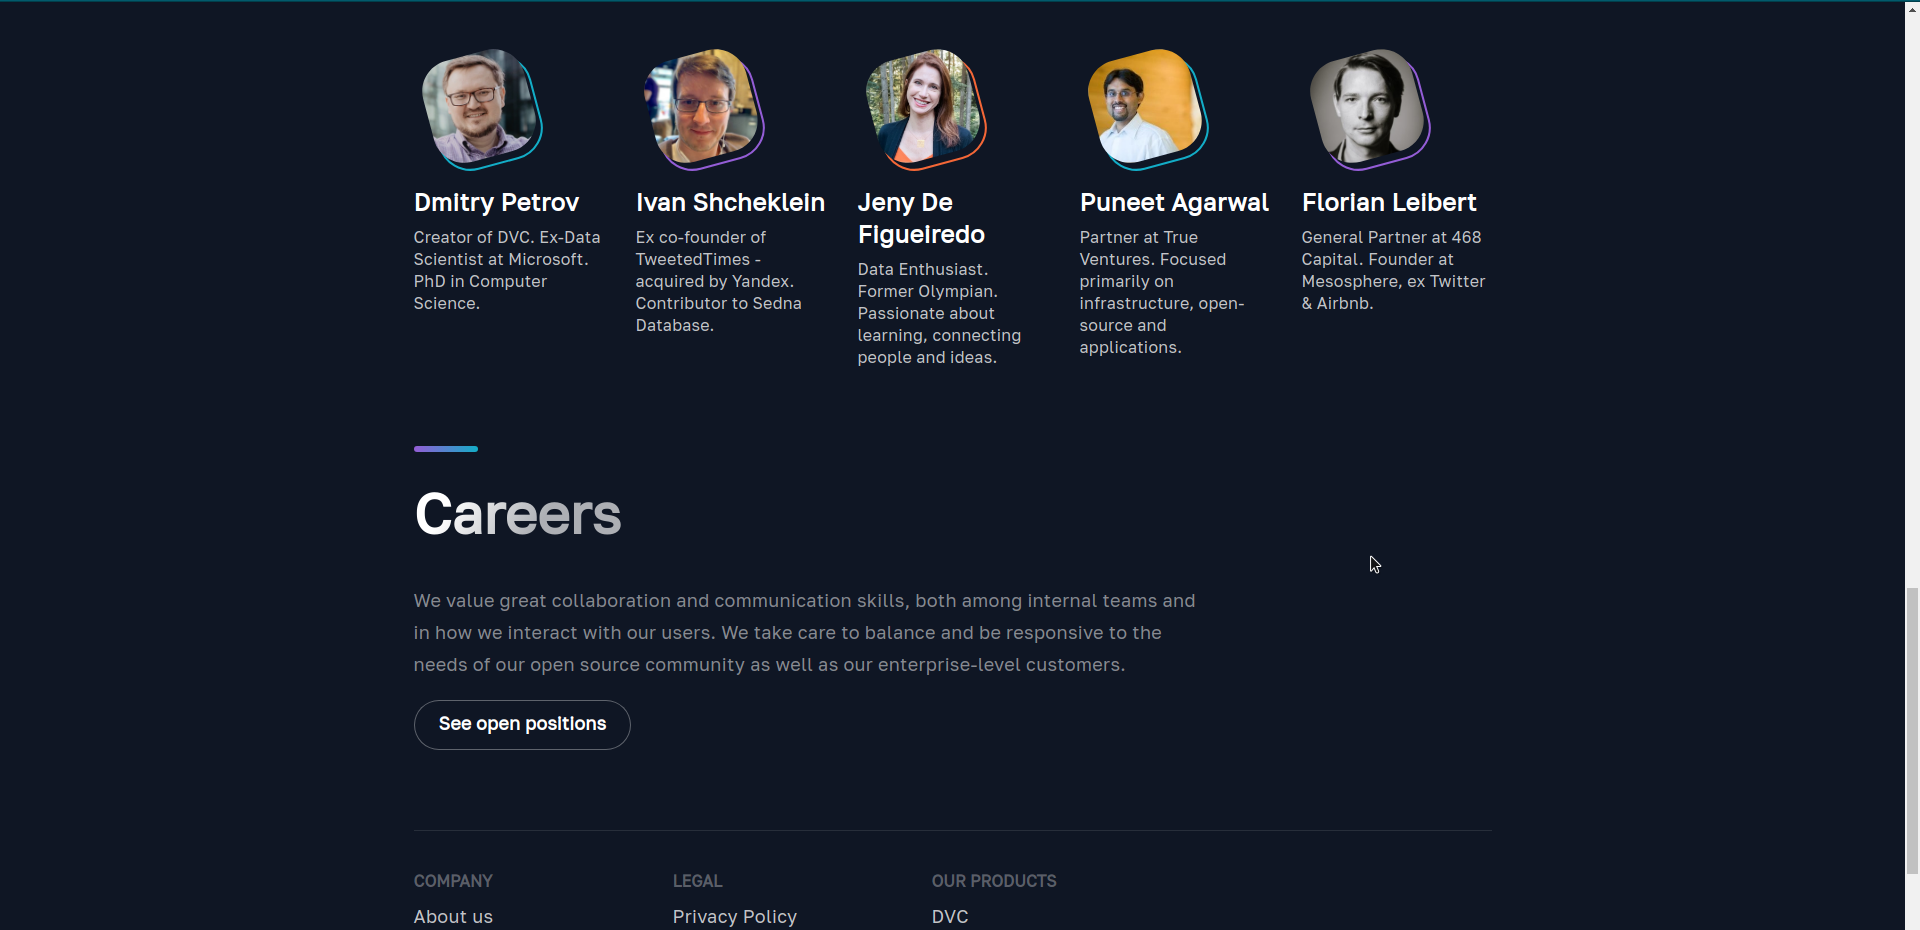 Dmitry Petrov
Creator of DVC. Ex-Data
Scientist at Microsoft.
PhD in Computer
Science.
Ivan Shcheklein
Ex co-founder of
TweetedTimes -
acquired by Yandex.
Contributor to Sedna
Database.
Jeny De
Figueiredo
Data Enthusiast.
Former Olympian.
Passionate about
learning, connecting
people and ideas.
Puneet Agarwal
Partner at True
Ventures. Focused
primarily on
infrastructure, open-
source and
applications.
Florian Leibert
General Partner at 468
Capital. Founder at
Mesosphere, ex Twitter
& Airbnb.
Careers
We value great collaboration and communication skills, both among internal teams and
in how we interact with our users. We take care to balance and be responsive to the
needs of our open source community as well as our enterprise-level customers.
See open positions
COMPANY
About us
LEGAL
Privacy Policy
OUR PRODUCTS
DVC